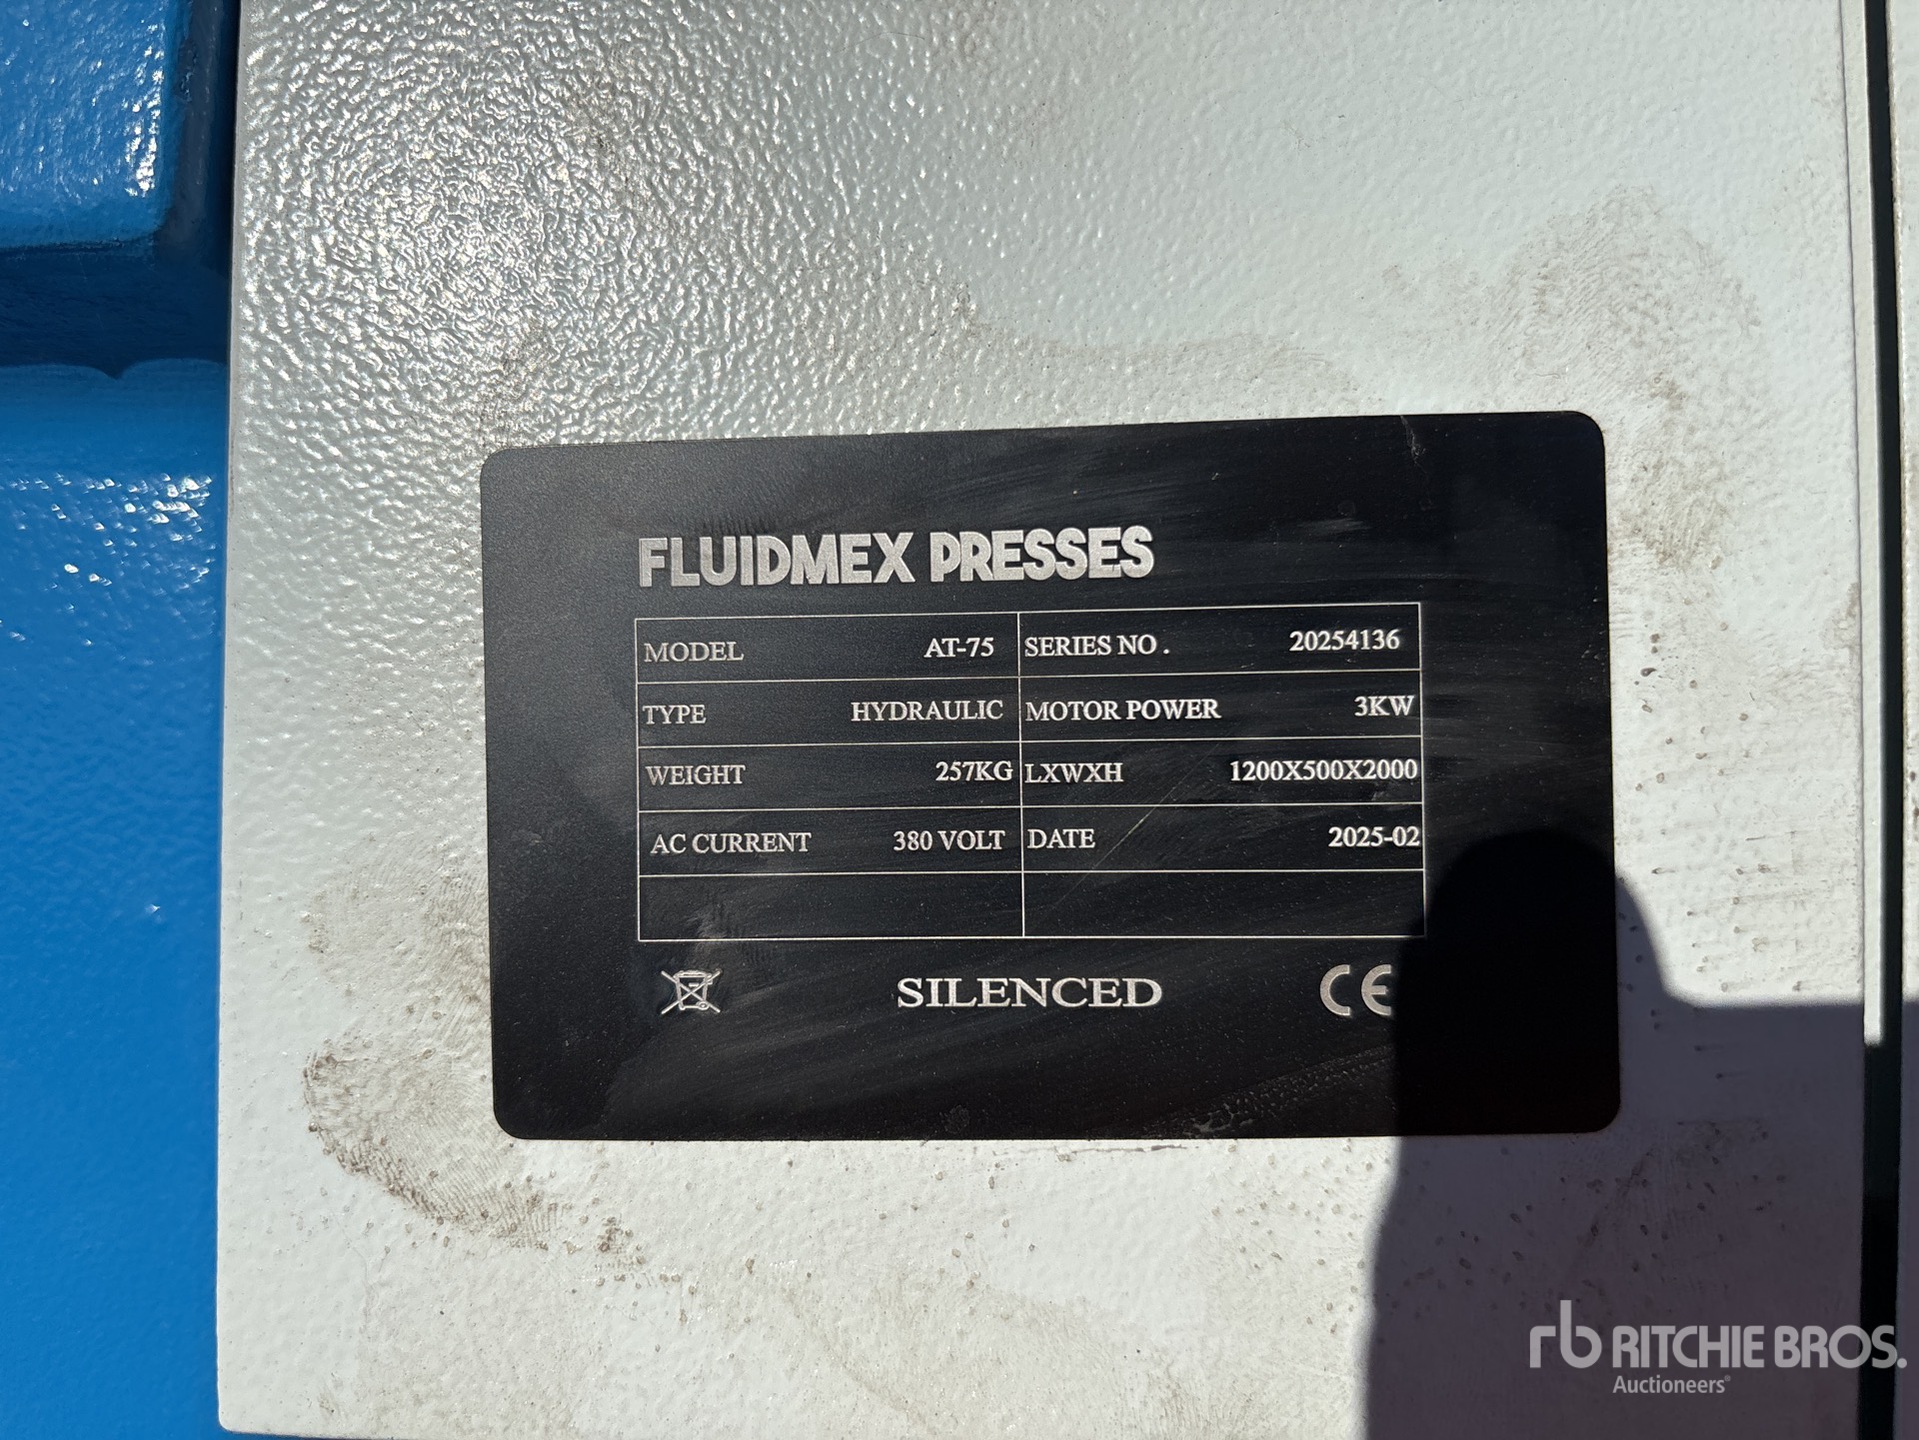 FLUIDMEX PRESSES
MODEL AT-75 SERIES NO. 20254136
TYPE HYDRAULIC MOTOR POWER 3KW
WEIGHT 257KG LXWXH 1200X500X2000
AC CURRENT 380 VOLT DATE 2025-02
SILENCED CE
rb RITCHIE BROS.
Auctioneers®